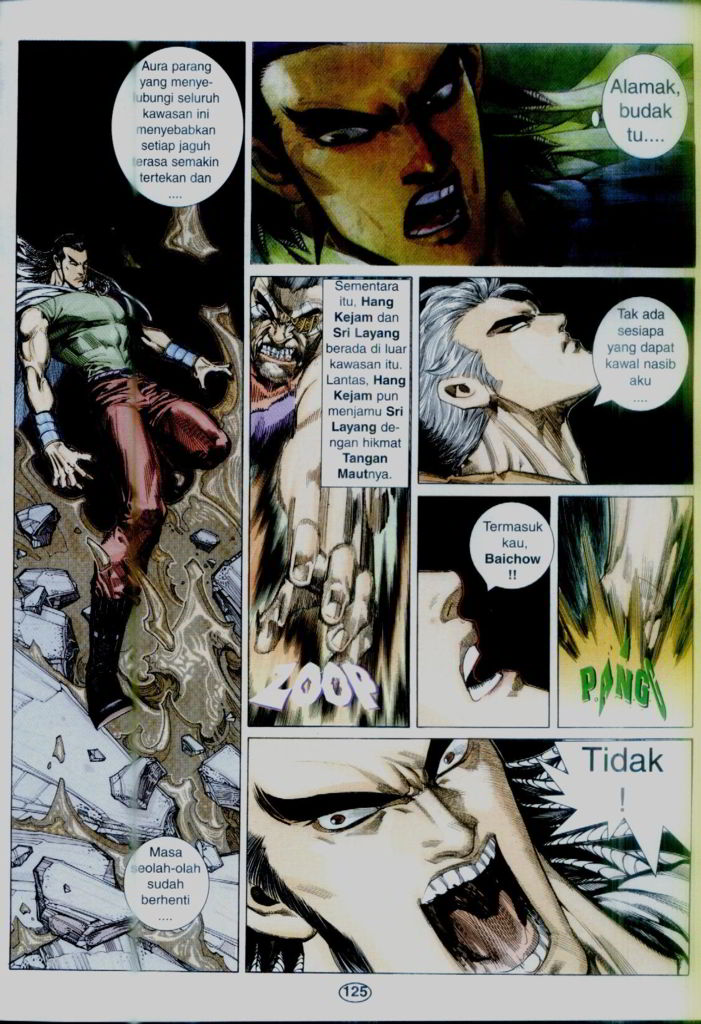 Aura parang
yang menye-
lubungi seluruh
kawasan ini
menyebabkan
setiap jaguh
terasa semakin
tertekan dan
....
Masa
seolah-olah
sudah
berhenti
....
Alamak,
budak
tu....
Sementara
itu, Hang
Kejam dan
Sri Layang
berada di luar
kawasan itu.
Lantas, Hang
Kejam pun
menjamu Sri
Layang de-
ngan hikmat
Tangan
Mautnya.
ZOOP
Tak ada
sesiapa
yang dapat
kawal nasib
aku
....
Termasuk
kau,
Baichow
!!
PANG
Tidak
!
125